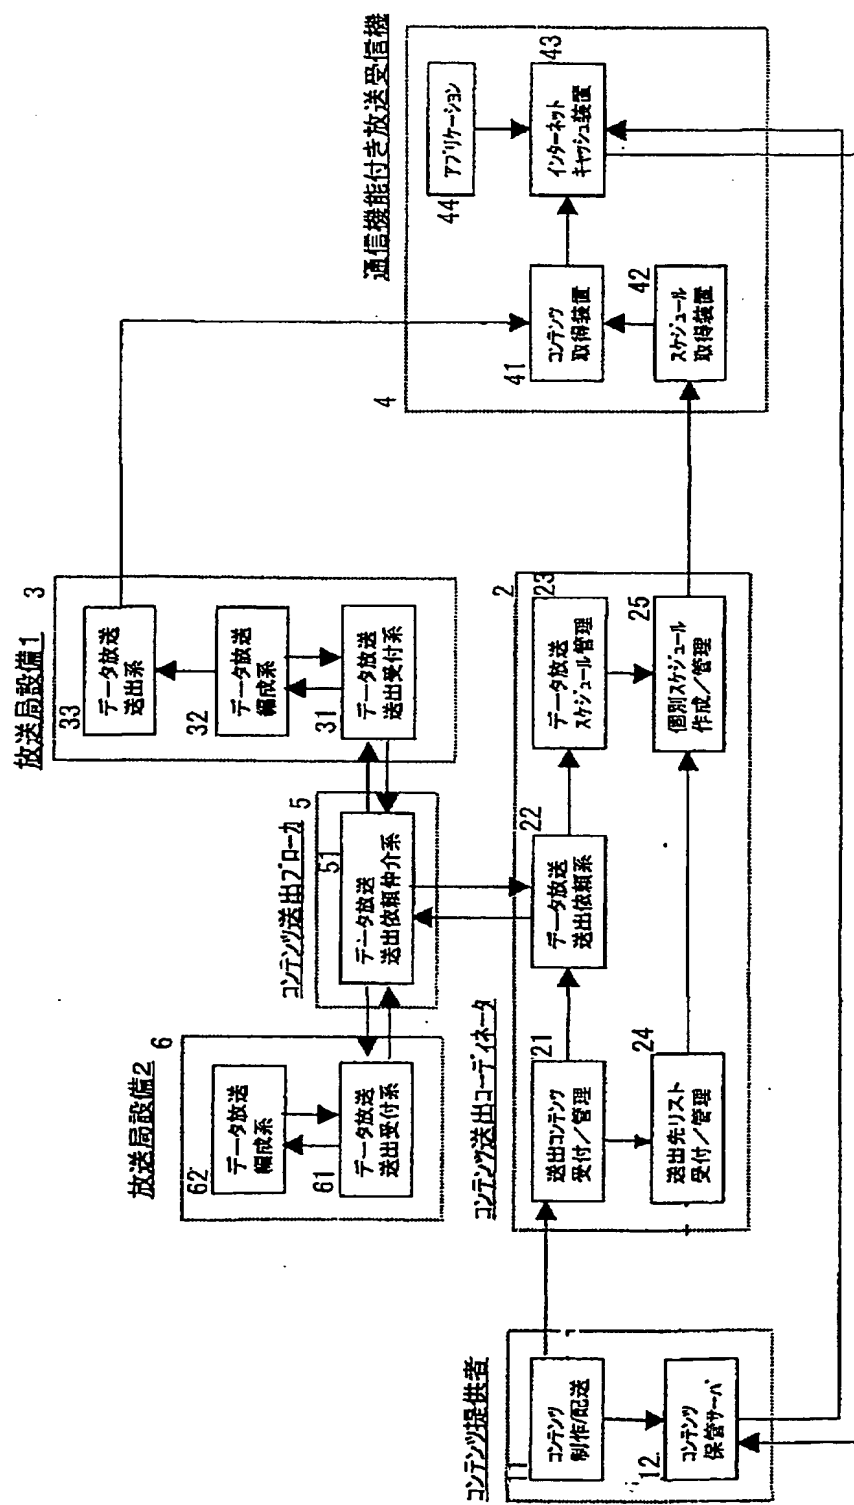 コンテンツ提供者
11
コンテンツ
制作/配送
12
コンテンツ
保管サーバ
放送局設備2
6
62
データ放送
編成系
61
データ放送
送出受付系
コンテンツ送出ブローカ
5
51
データ放送
送出依頼仲介系
放送局設備1
3
33
データ放送
送出系
32
データ放送
編成系
31
データ放送
送出受付系
コンテンツ送出コーディネータ
2
21
送出コンテンツ
受付/管理
22
データ放送
送出依頼系
23
データ放送
スケジュール管理
24
送出先リスト
受付/管理
25
個別スケジュール
作成/管理
通信機能付き放送受信機
4
44
アプリケーション
43
インターネット
キャッシュ装置
41
コンテンツ
取得装置
42
スケジュール
取得装置